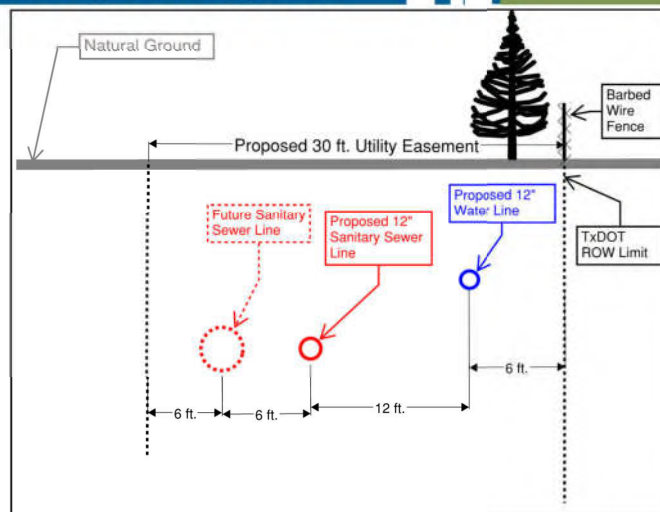 Natural Ground
Barbed
Wire
Fence
Proposed 30 ft. Utility Easement
Future Sanitary
Sewer Line
Proposed 12"
Sanitary Sewer
Line
Proposed 12"
Water Line
TxDOT
ROW Limit
6 ft.
6 ft.
6 ft.
12 ft.